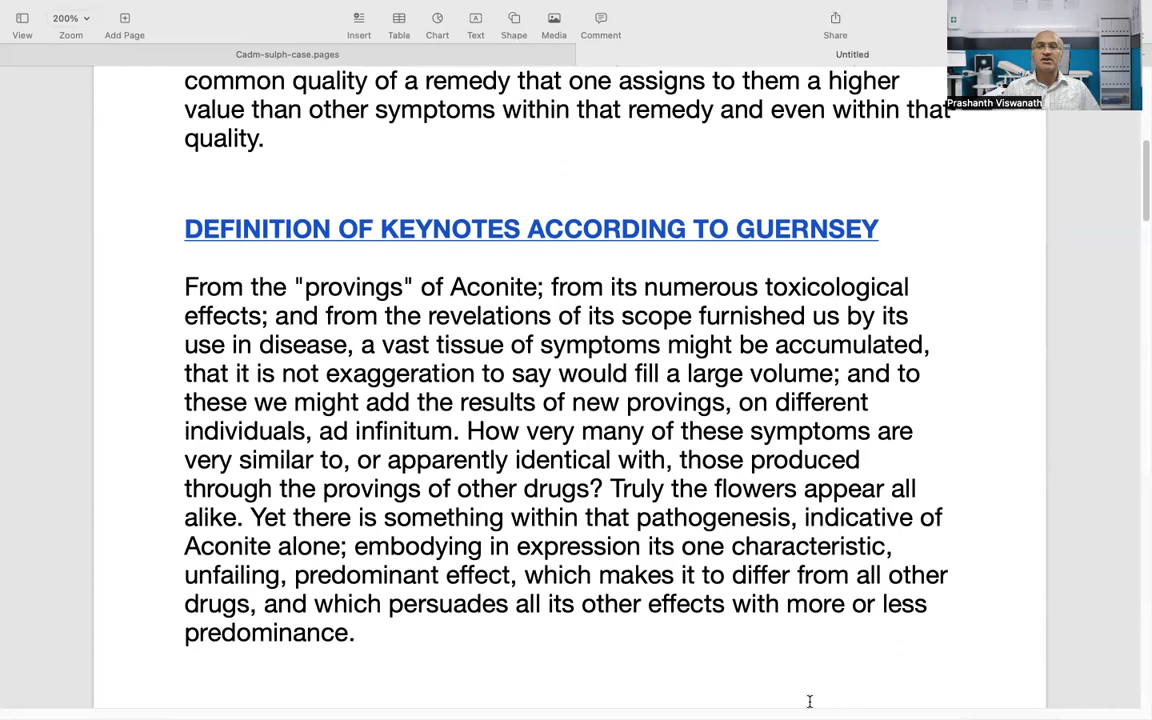 200%
View
Zoom
Add Page
Insert
Table
Chart
Text
Shape
Media
Comment
Share
Cadm-sulph-case.pages
Untitled
Prashanth Viswanath
common quality of a remedy that one assigns to them a higher
value than other symptoms within that remedy and even within that
quality.
DEFINITION OF KEYNOTES ACCORDING TO GUERNSEY
From the "provings" of Aconite; from its numerous toxicological
effects; and from the revelations of its scope furnished us by its
use in disease, a vast tissue of symptoms might be accumulated,
that it is not exaggeration to say would fill a large volume; and to
these we might add the results of new provings, on different
individuals, ad infinitum. How very many of these symptoms are
very similar to, or apparently identical with, those produced
through the provings of other drugs? Truly the flowers appear all
alike. Yet there is something within that pathogenesis, indicative of
Aconite alone; embodying in expression its one characteristic,
unfailing, predominant effect, which makes it to differ from all other
drugs, and which persuades all its other effects with more or less
predominance.